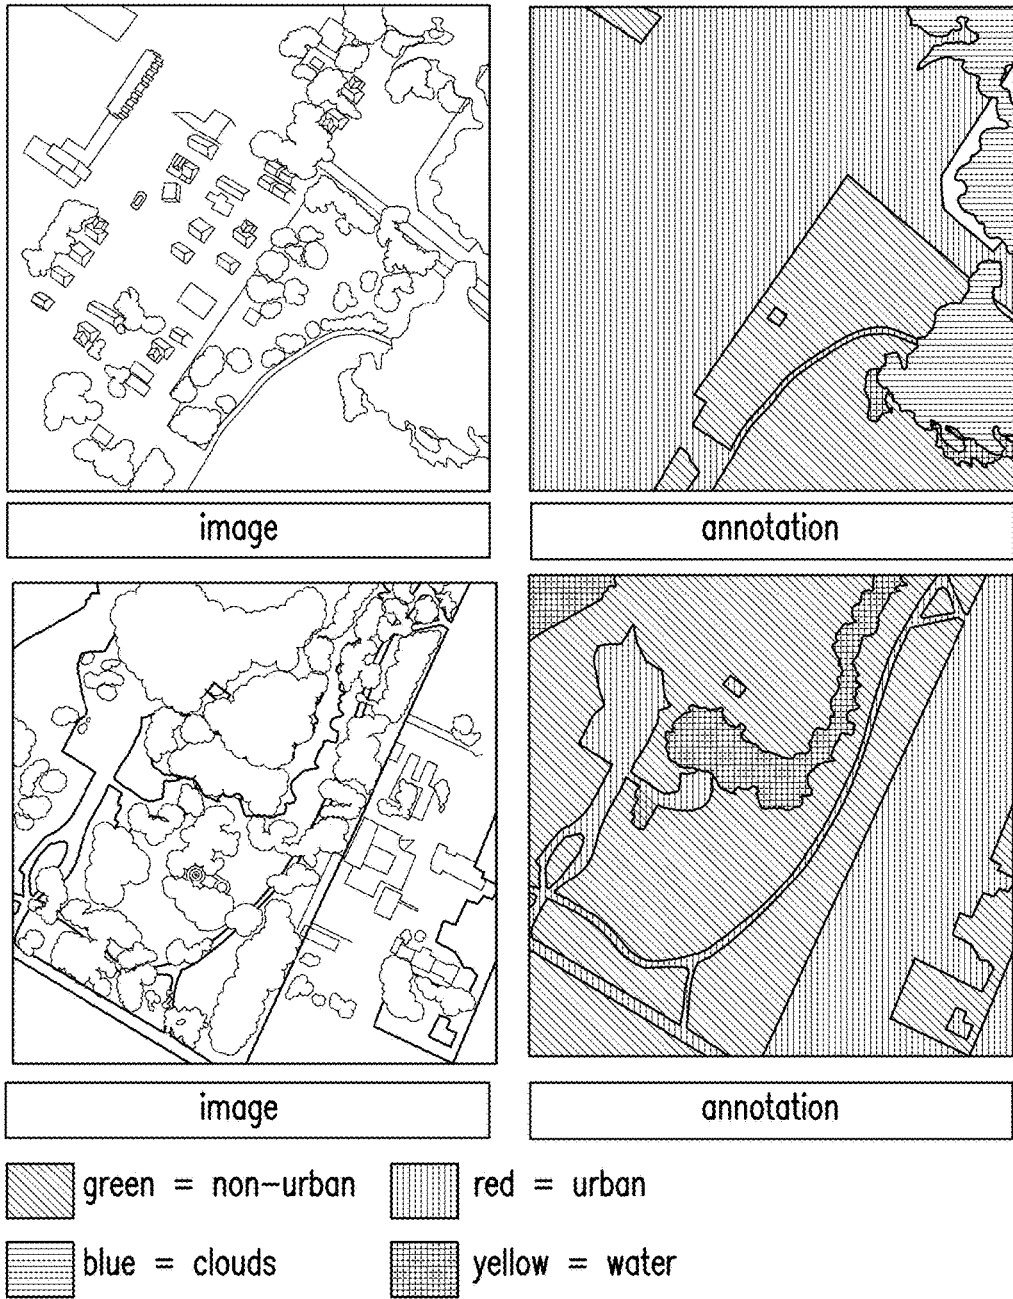 image
annotation
image
annotation
green = non-urban
red = urban
blue = clouds
yellow = water